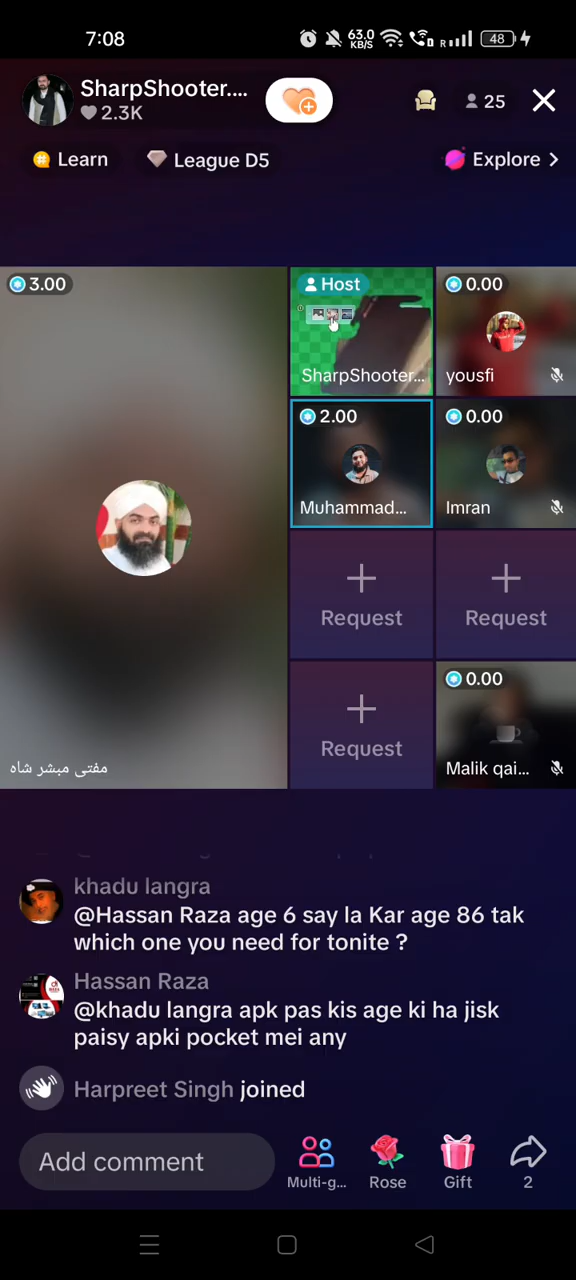 7:08
63.0
KB/S
R
48
SharpShooter....
2.3K
25
Learn
League D5
Explore
3.00
Host
0.00
SharpShooter...
yousfi
2.00
0.00
Muhammad...
Imran
Request
Request
Request
0.00
مفتی مبشر شاہ
Malik qai...
khadu langra
@Hassan Raza age 6 say la Kar age 86 tak
which one you need for tonite ?
Hassan Raza
@khadu langra apk pas kis age ki ha jisk
paisy apki pocket mei any
Harpreet Singh joined
Add comment
Multi-g...
Rose
Gift
2